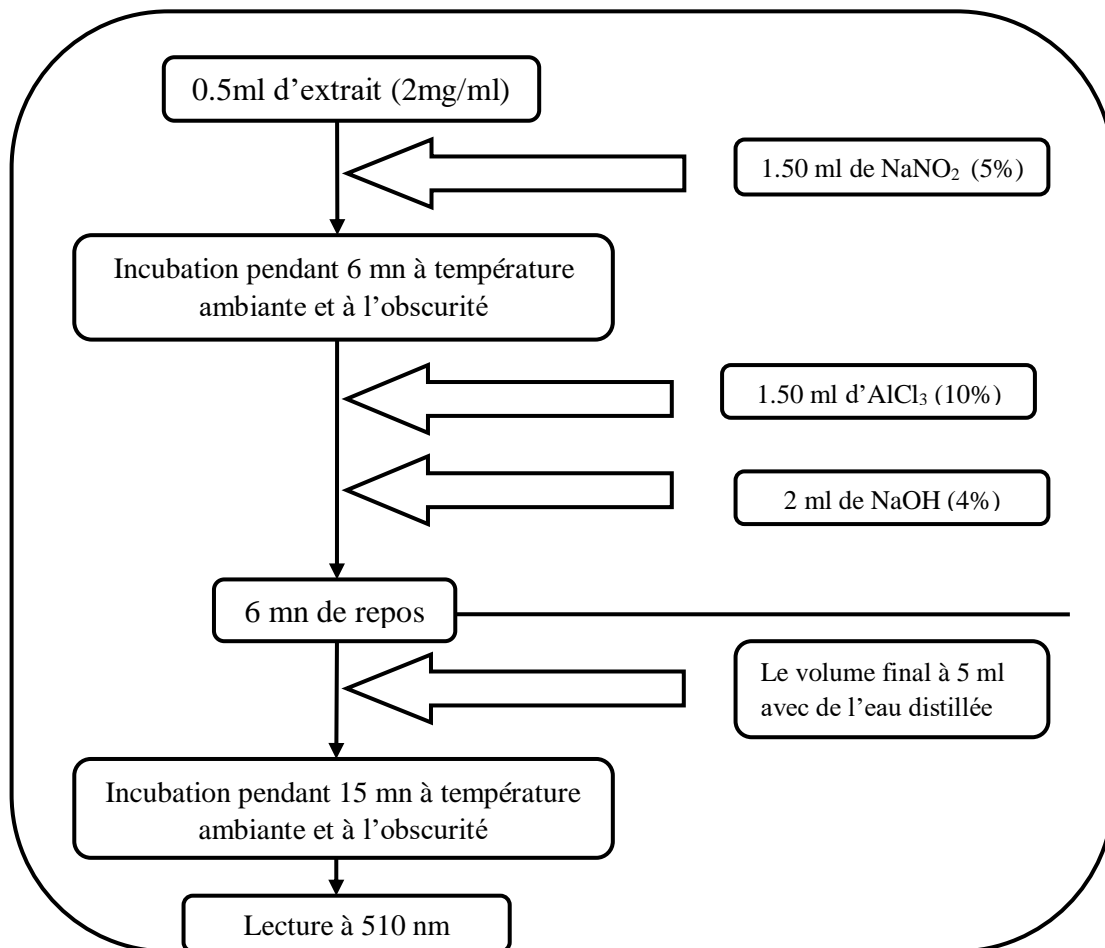 0.5ml d’extrait (2mg/ml)
1.50 ml de NaNO₂ (5%)
Incubation pendant 6 mn à température
ambiante et à l’obscurité
1.50 ml d’AlCl₃ (10%)
2 ml de NaOH (4%)
6 mn de repos
Le volume final à 5 ml
avec de l’eau distillée
Incubation pendant 15 mn à température
ambiante et à l’obscurité
Lecture à 510 nm